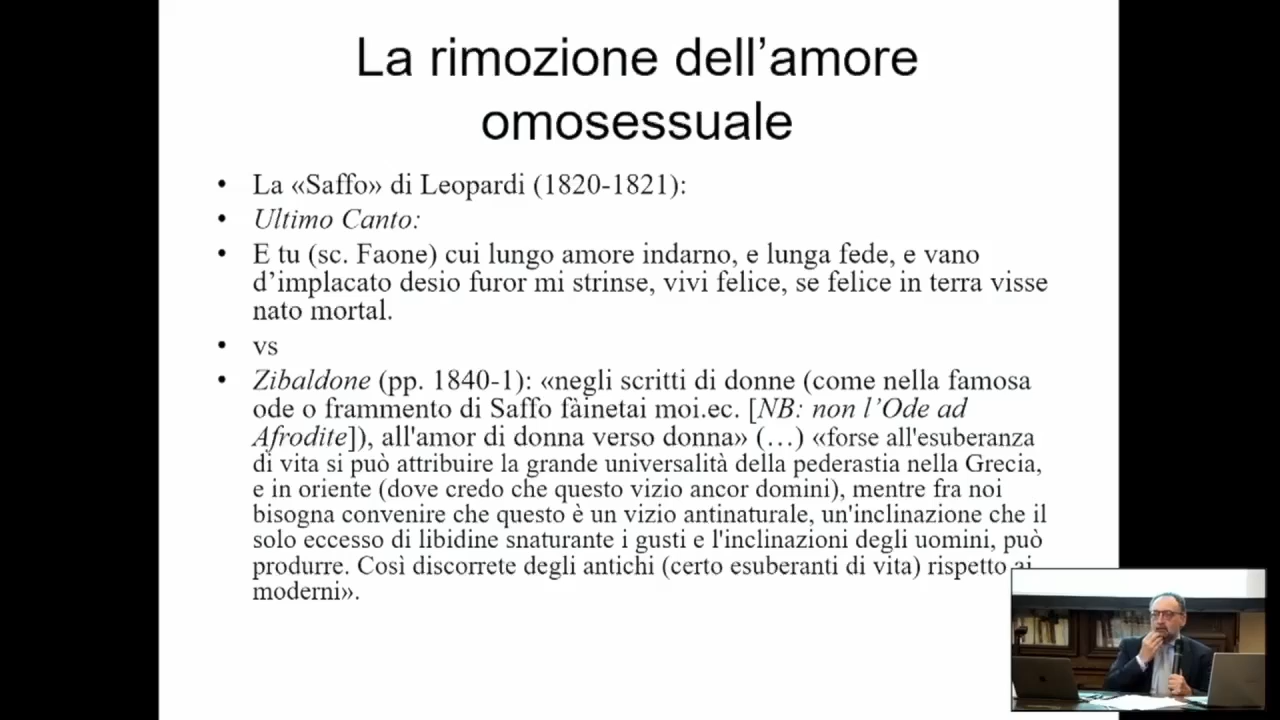 La rimozione dell’amore
omosessuale
• La «Saffo» di Leopardi (1820-1821):
• Ultimo Canto:
• E tu (sc. Faone) cui lungo amore indarno, e lunga fede, e vano
d’implacato desio furor mi strinse, vivi felice, se felice in terra visse
nato mortal.
• vs
• Zibaldone (pp. 1840-1): «negli scritti di donne (come nella famosa
ode o frammento di Saffo fàinetai moi.ec. [NB: non l’Ode ad
Afrodite]), all'amor di donna verso donna» (…) «forse all'esuberanza
di vita si può attribuire la grande universalità della pederastia nella Grecia,
e in oriente (dove credo che questo vizio ancor domini), mentre fra noi
bisogna convenire che questo è un vizio antinaturale, un'inclinazione che il
solo eccesso di libidine snaturante i gusti e l'inclinazioni degli uomini, può
produrre. Così discorrete degli antichi (certo esuberanti di vita) rispetto ai
moderni».